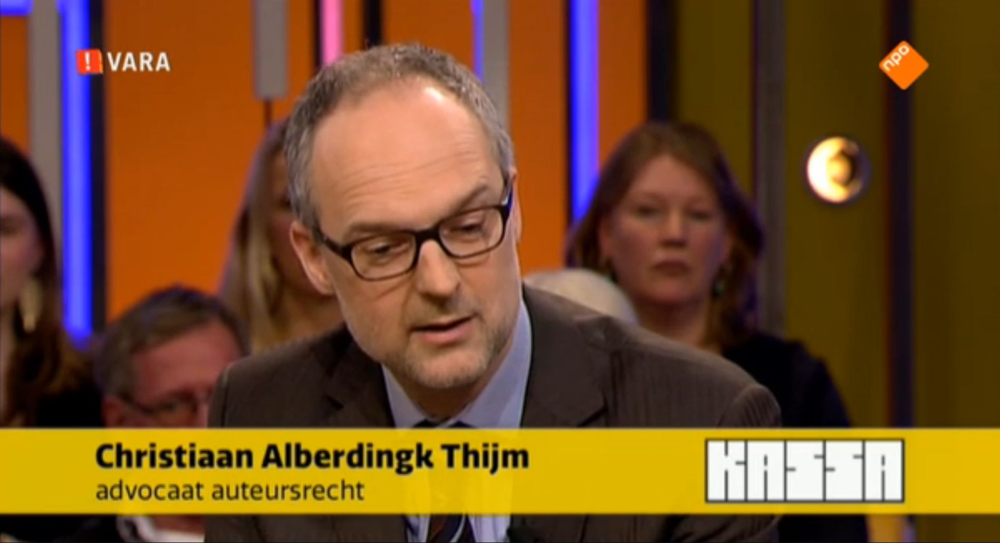 ! VARA
npo
Christiaan Alberdingk Thijm
advocaat auteursrecht
KASSA